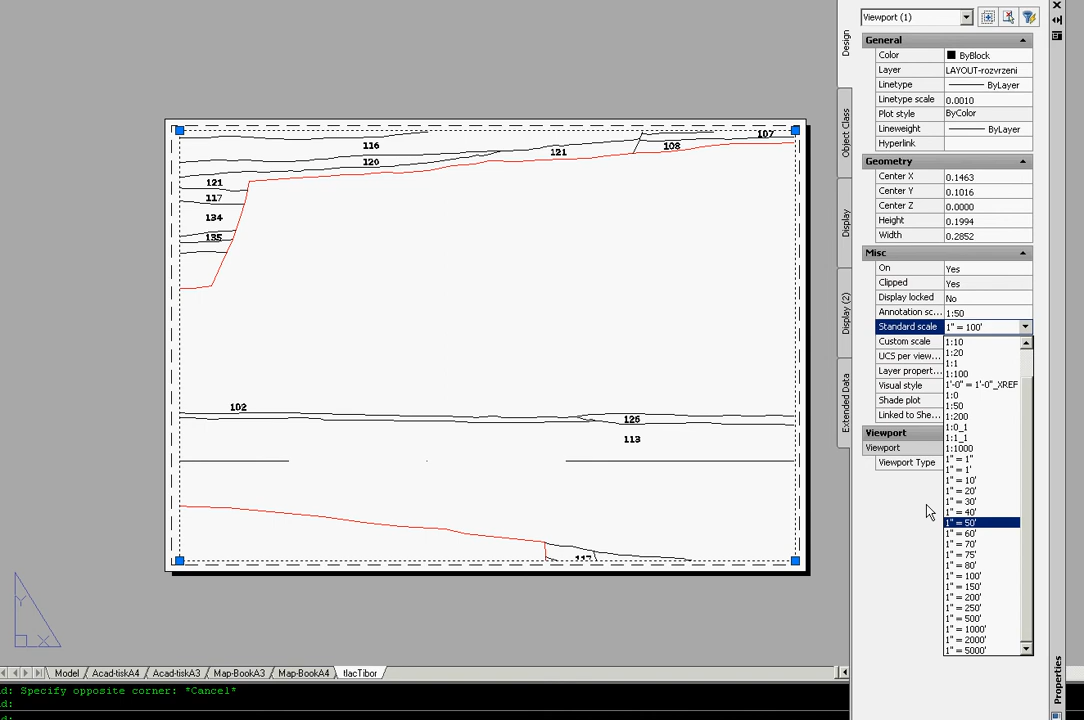 Viewport (1)
Design
Object Class
Display
Display (2)
Extended Data
General
Color ByBlock
Layer LAYOUT-rozvrzeni
Linetype ByLayer
Linetype scale 0.0010
Plot style ByColor
Lineweight ByLayer
Hyperlink
Geometry
Center X 0.1463
Center Y 0.1016
Center Z 0.0000
Height 0.1994
Width 0.2852
Misc
On Yes
Clipped Yes
Display locked No
Annotation sc... 1:50
Standard scale 1" = 100'
Custom scale
UCS per view...
Layer propert...
Visual style
Shade plot
Linked to She...
Viewport
Viewport
Viewport Type
1:10
1:20
1:1
1:100
1'-0" = 1'-0"_XREF
1:0
1:50
1:200
1:0_1
1:1_1
1:1000
1" = 1"
1" = 1'
1" = 10'
1" = 20'
1" = 30'
1" = 40'
1" = 50'
1" = 60'
1" = 70'
1" = 75'
1" = 80'
1" = 100'
1" = 150'
1" = 200'
1" = 250'
1" = 500'
1" = 1000'
1" = 2000'
1" = 5000'
107
116
108
121
120
121
117
134
135
102
126
113
117
Y
X
Model
Acad-tiskA4
Acad-tiskA3
Map-BookA3
Map-BookA4
tlacTibor
nd: Specify opposite corner: *Cancel*
nd:
nd:
Properties